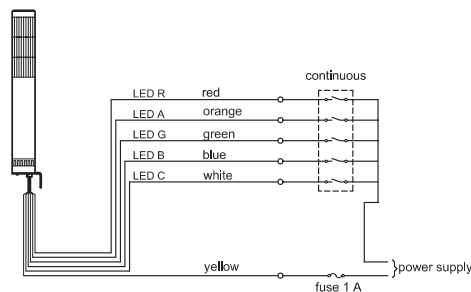 continuous
LED R red
LED A orange
LED G green
LED B blue
LED C white
yellow
power supply
fuse 1 A